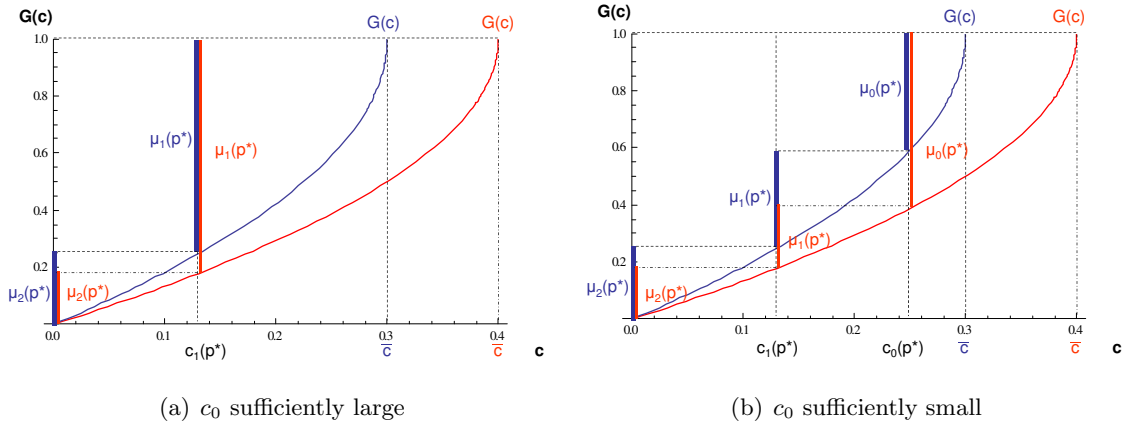 G(c)
G(c)
G(c)
1.0
0.8
0.6
0.4
0.2
μ1(p*)
μ1(p*)
μ2(p*)
μ2(p*)
0.0
0.1
0.2
0.3
0.4
c1(p*)
c̅
c̅
c
(a) c0 sufficiently large
G(c)
G(c)
G(c)
1.0
0.8
0.6
0.4
0.2
μ0(p*)
μ0(p*)
μ1(p*)
μ1(p*)
μ2(p*)
μ2(p*)
0.0
0.1
0.2
0.3
0.4
c1(p*)
c0(p*)
c̅
c̅
c
(b) c0 sufficiently small